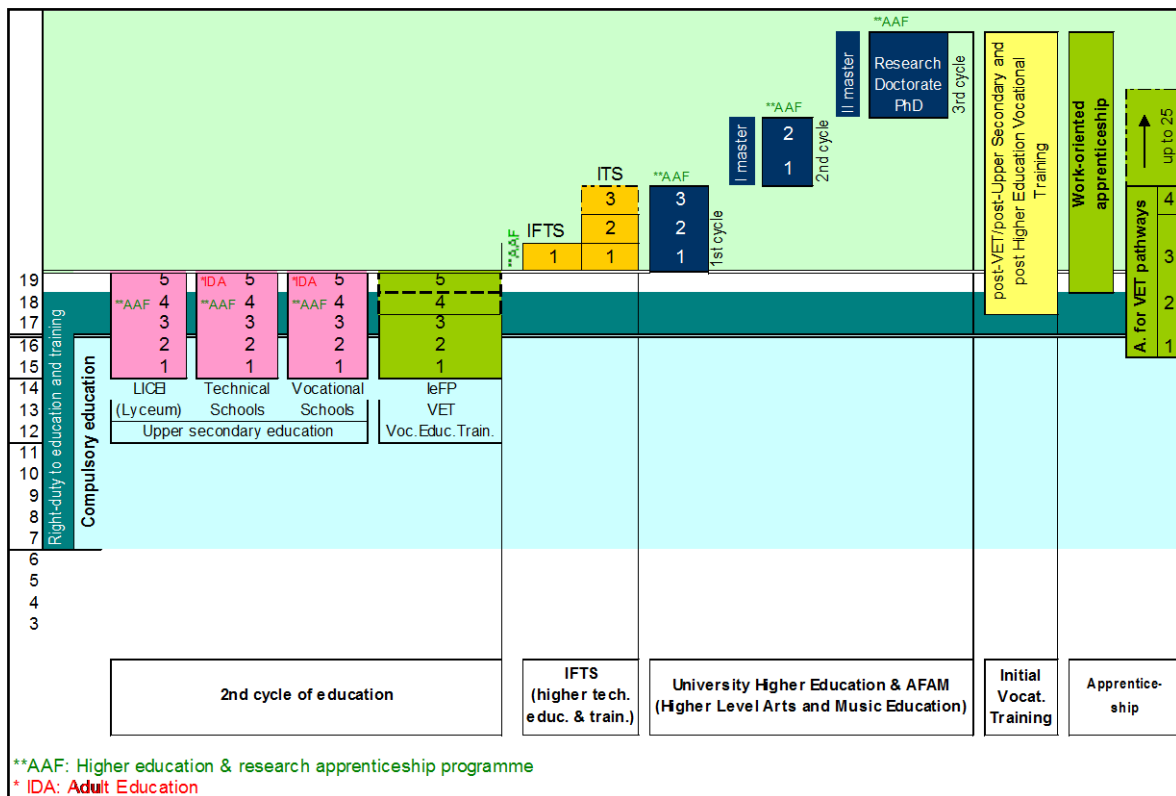 **AAF
II master
Research
Doctorate
PhD
3rd cycle
I master
**AAF
2
1
2nd cycle
post-VET/post-Upper Secondary and
post Higher Education Vocational
Training
Work-oriented
apprenticeship
up to 25
A. for VET pathways
4
3
2
1
ITS
3
2
1
**AAF
IFTS
1
**AAF
3
2
1
1st cycle
19
18
17
16
15
14
13
12
11
10
9
8
7
6
5
4
3
Right-duty to education and training
Compulsory education
5
**AAF 4
3
2
1
LICEI
(Lyceum)
*IDA 5
**AAF 4
3
2
1
Technical
Schools
*IDA 5
**AAF 4
3
2
1
Vocational
Schools
Upper secondary education
5
4
3
2
1
IeFP
VET
Voc.Educ.Train.
2nd cycle of education
IFTS
(higher tech.
educ. & train.)
University Higher Education & AFAM
(Higher Level Arts and Music Education)
Initial
Vocat.
Training
Apprentice-
ship
**AAF: Higher education & research apprenticeship programme
* IDA: Adult Education